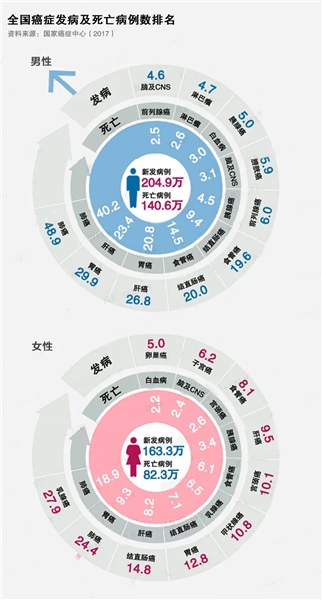 全国癌症发病及死亡病例数排名
资料来源：国家癌症中心（2017）
男性
发病
4.6
脑及CNS
4.7
淋巴瘤
5.0
胰腺癌
5.9
膀胱癌
6.0
前列腺癌
19.6
食管癌
20.0
结直肠癌
26.8
肝癌
29.9
胃癌
48.9
肺癌
死亡
前列腺癌
2.5
淋巴瘤
2.6
白血病
3.0
脑及CNS
3.1
胰腺癌
4.5
结直肠癌
9.4
食管癌
14.5
胃癌
20.8
肝癌
23.4
肺癌
40.2
新发病例
204.9万
死亡病例
140.6万
女性
发病
5.0
卵巢癌
6.2
子宫癌
8.1
食管癌
9.5
肝癌
10.1
宫颈癌
10.8
甲状腺癌
12.8
胃癌
14.8
结直肠癌
24.4
肺癌
27.9
乳腺癌
死亡
白血病
2.2
脑及CNS
2.4
宫颈癌
2.6
胰腺癌
3.4
食管癌
6.1
乳腺癌
6.5
结直肠癌
7.1
肝癌
8.2
胃癌
9.3
肺癌
18.9
新发病例
163.3万
死亡病例
82.3万